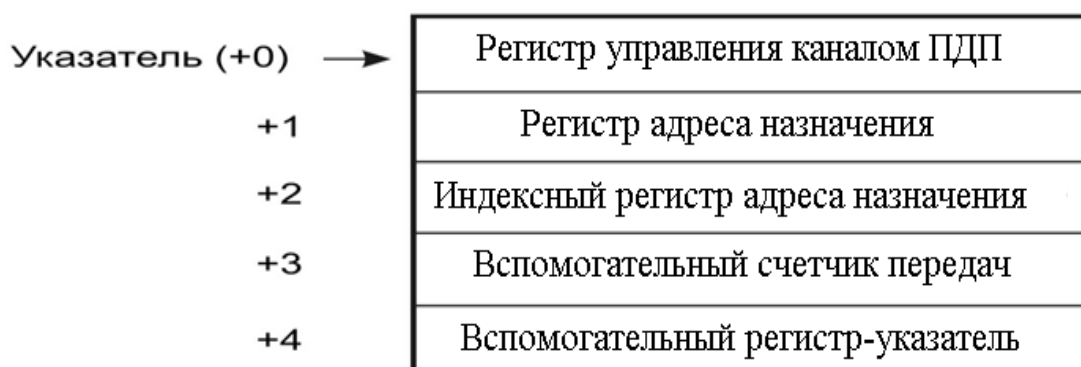 Указатель (+0) Регистр управления каналом ПДП
+1 Регистр адреса назначения
+2 Индексный регистр адреса назначения
+3 Вспомогательный счетчик передач
+4 Вспомогательный регистр-указатель